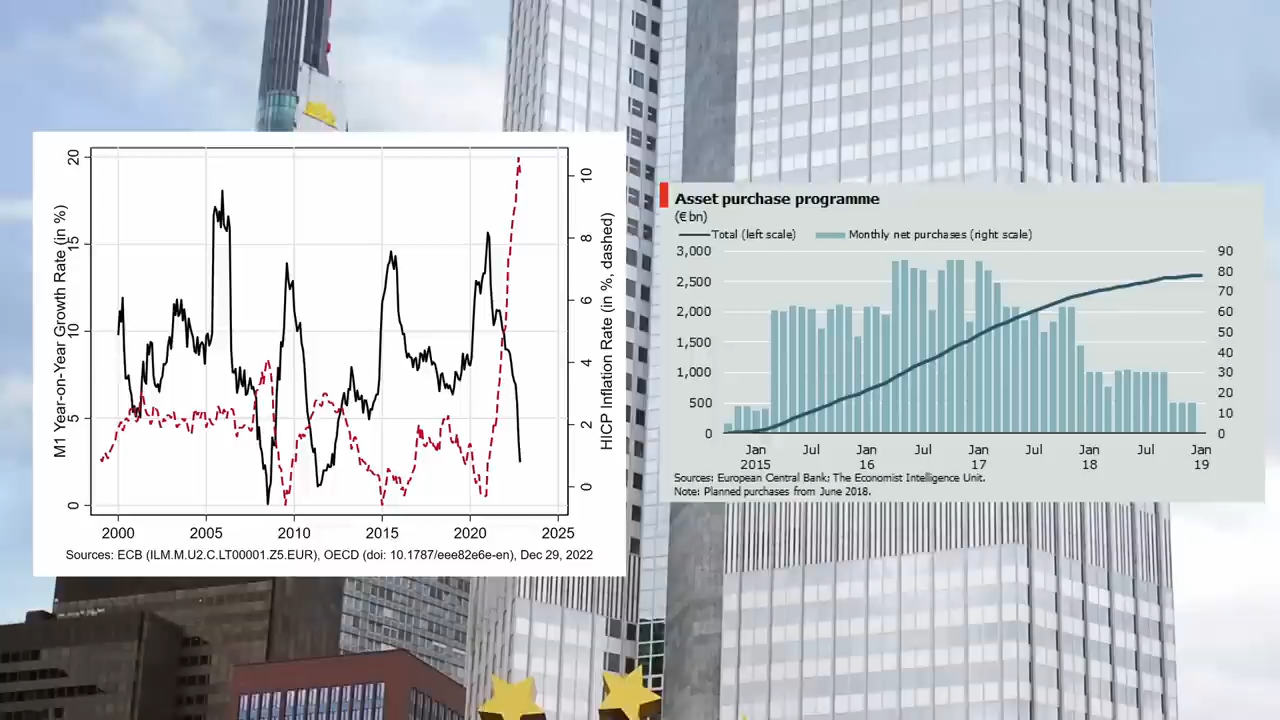 20
15
10
5
0
M1 Year-on-Year Growth Rate (in %)
10
8
6
4
2
0
HICP Inflation Rate (in %, dashed)
2000 2005 2010 2015 2020 2025
Sources: ECB (ILM.M.U2.C.LT00001.Z5.EUR), OECD (doi: 10.1787/eee82e6e-en), Dec 29, 2022
Asset purchase programme
(€ bn)
Total (left scale) Monthly net purchases (right scale)
3,000 90
2,500 80
2,000 70
1,500 60
1,000 50
500 40
0 30
20
10
0
Jan Jul Jan Jul Jan Jul Jan Jul Jan
2015 16 17 18 19
Sources: European Central Bank; The Economist Intelligence Unit.
Note: Planned purchases from June 2018.